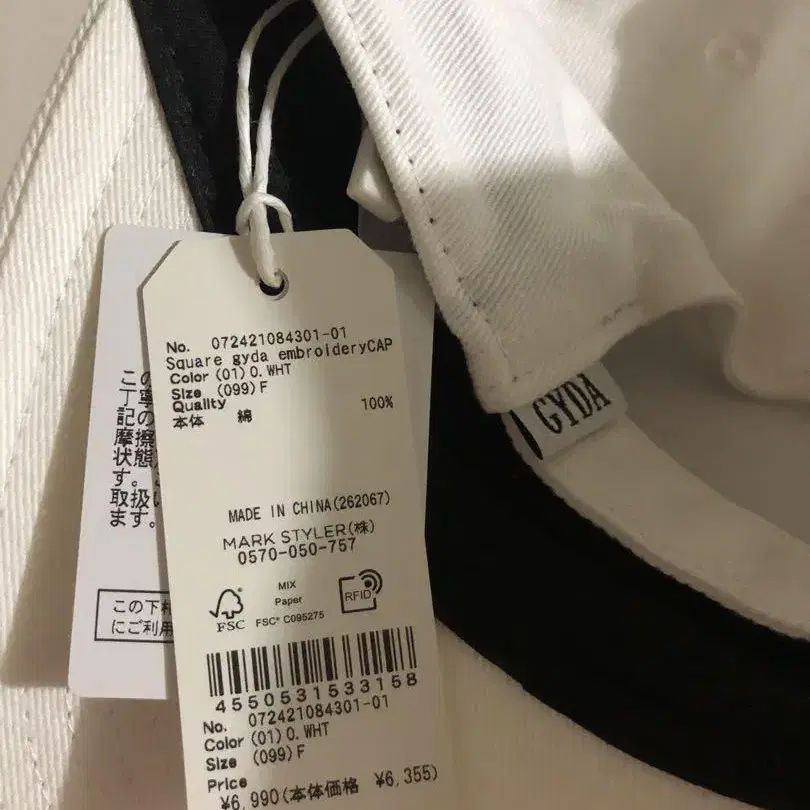 No. 072421084301-01
Square gyda embroideryCAP
Color (01) O.WHT
Size (099) F
Quality
本体 綿 100%
MADE IN CHINA(262067)
MARK STYLER(株)
0570-050-757
FSC
MIX
Paper
FSC® C095275
RFID
4550531533158
No. 072421084301-01
Color (01) O.WHT
Size (099) F
Price
¥6,990(本体価格 ¥6,355)
この
丁寧
記の
摩擦
状態
す。
取扱い
ます。
この下札
にご利用
GYDA